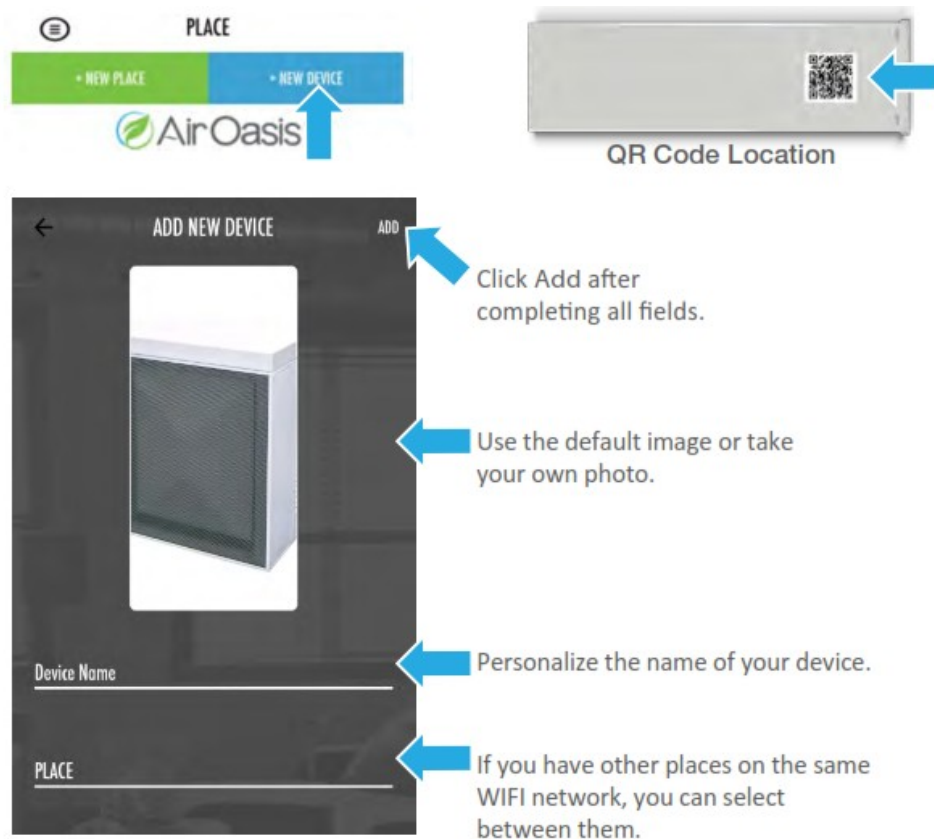 PLACE
+ NEW PLACE
+ NEW DEVICE
Air Oasis
QR Code Location
ADD NEW DEVICE
ADD
Click Add after
completing all fields.
Use the default image or take
your own photo.
Device Name
Personalize the name of your device.
PLACE
If you have other places on the same
WIFI network, you can select
between them.